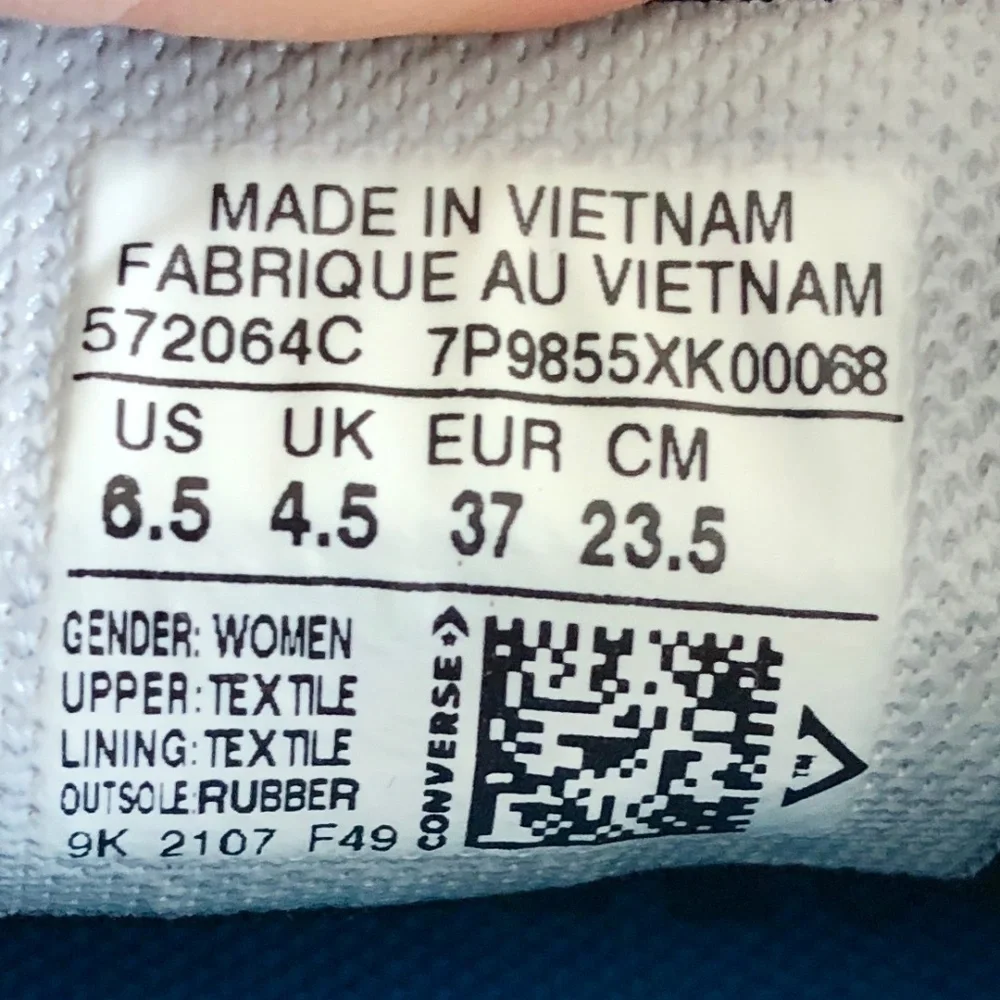 MADE IN VIETNAM
FABRIQUE AU VIETNAM
572064C 7P9855XK00068
US UK EUR CM
6.5 4.5 37 23.5
GENDER: WOMEN
UPPER: TEXTILE
LINING: TEXTILE
OUTSOLE: RUBBER
9K 2107 F49
CONVERSE
TM